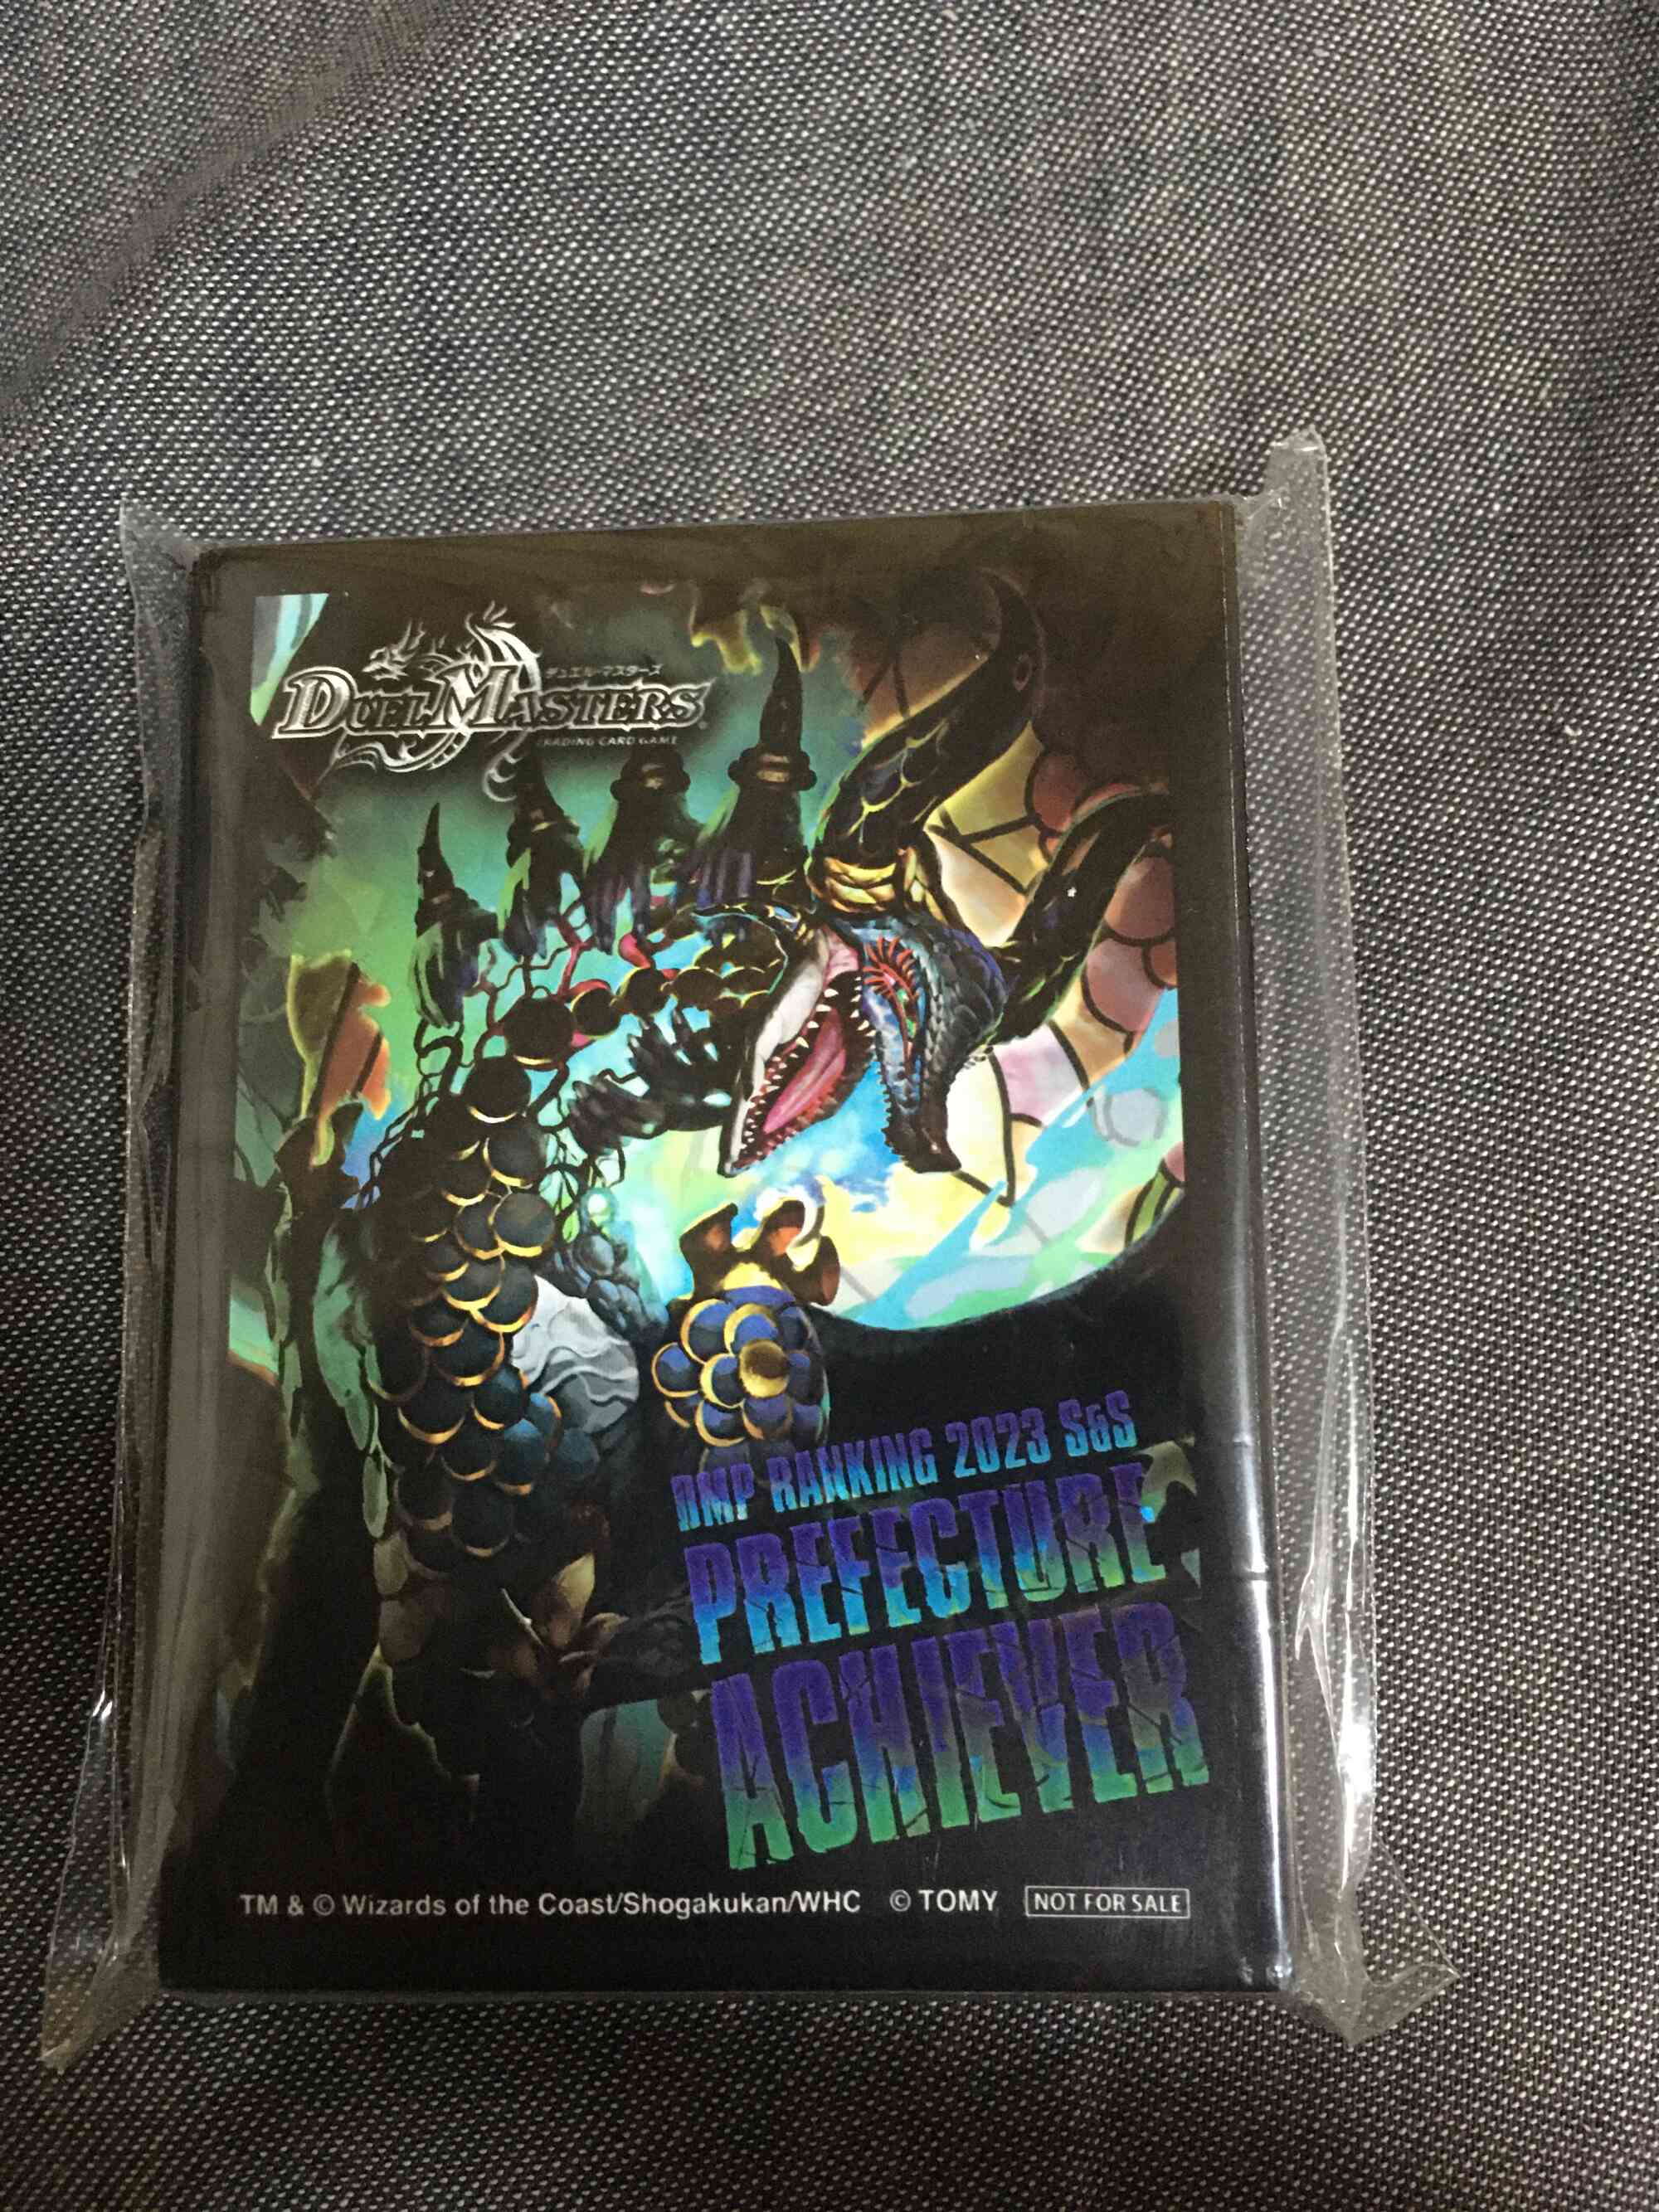 デュエル・マスターズ
DUEL MASTERS
TRADING CARD GAME
DMP RANKING 2023 S&S
PREFECTURE
ACHIEVER
TM & © Wizards of the Coast/Shogakukan/WHC © TOMY NOT FOR SALE